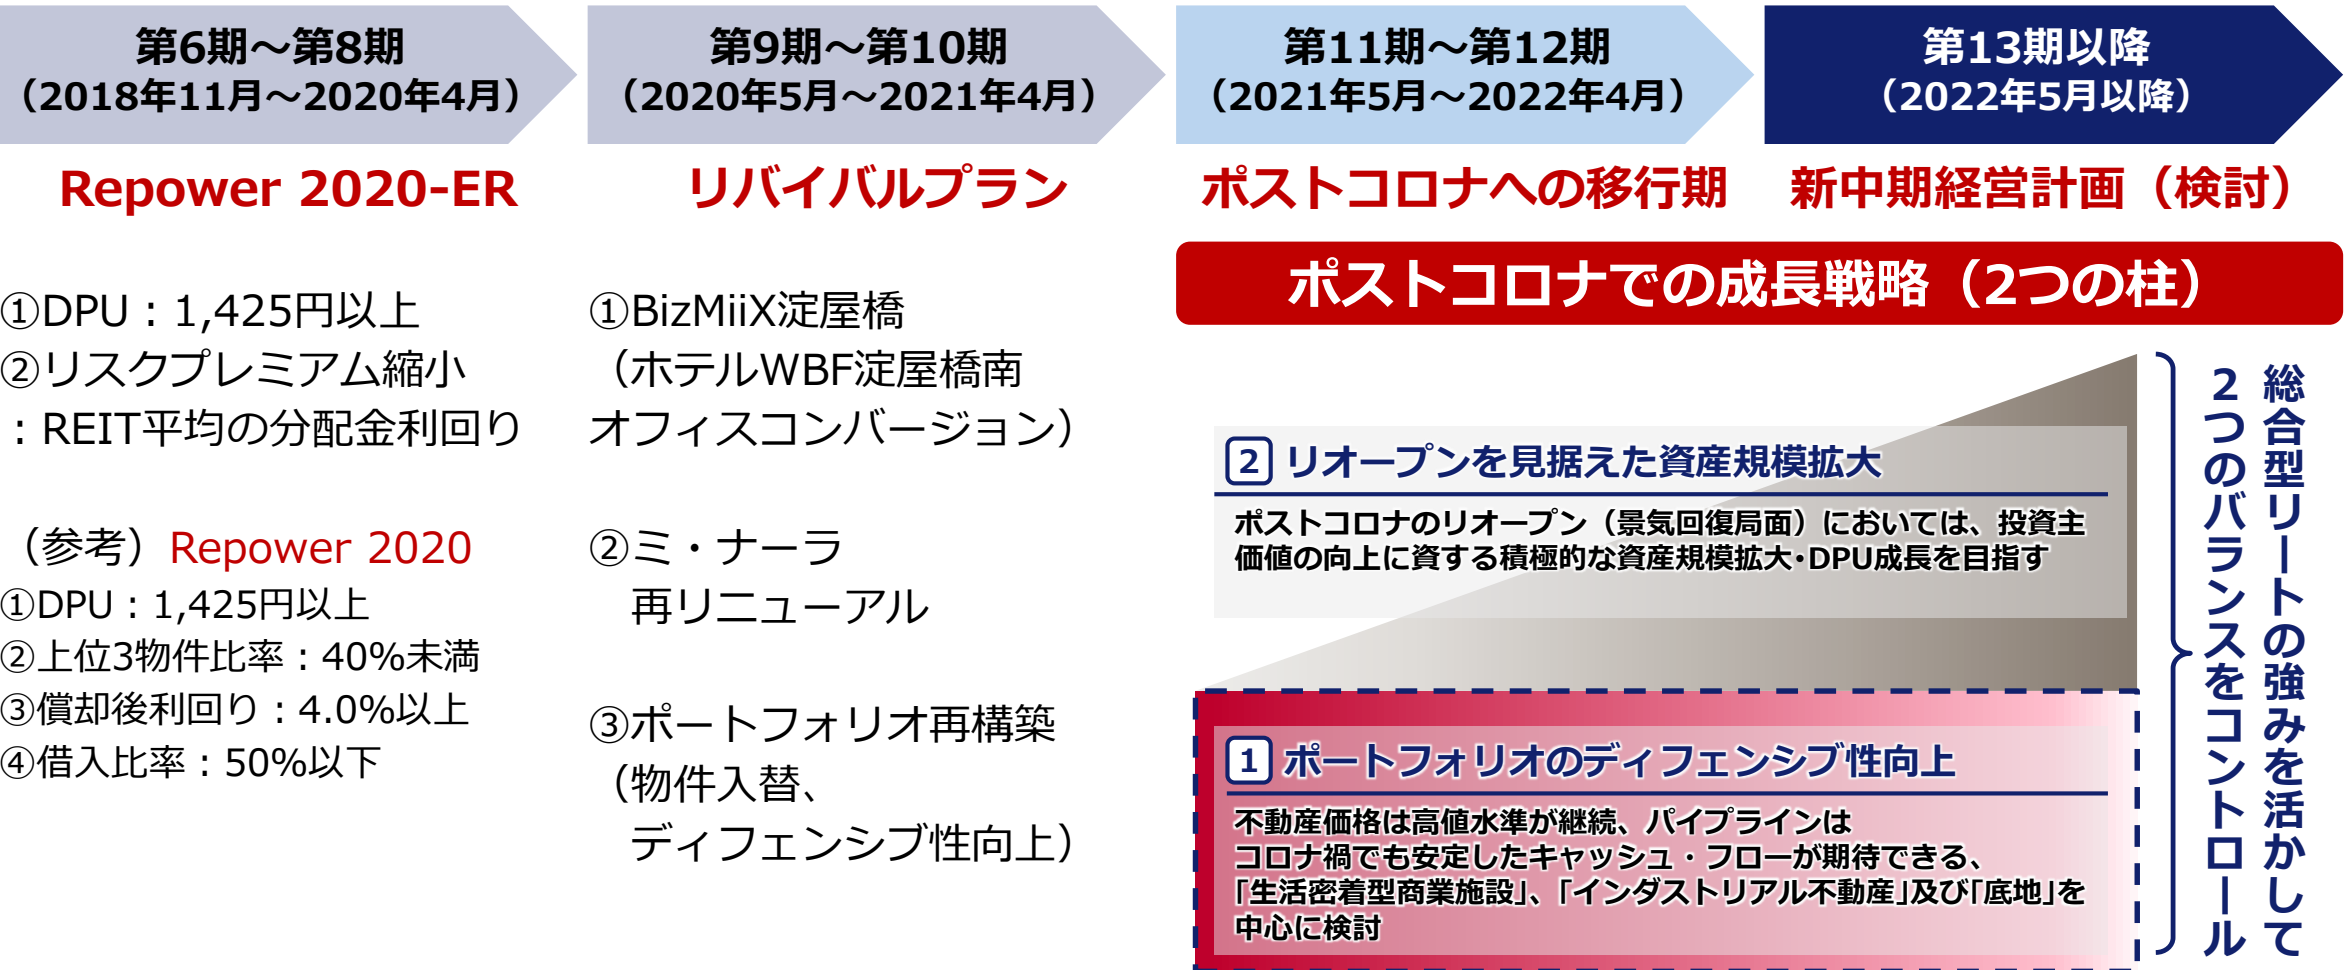 第6期～第8期
（2018年11月～2020年4月）
Repower 2020-ER
①DPU：1,425円以上
②リスクプレミアム縮小
：REIT平均の分配金利回り
（参考）Repower 2020
①DPU：1,425円以上
②上位3物件比率：40%未満
③償却後利回り：4.0%以上
④借入比率：50%以下
第9期～第10期
（2020年5月～2021年4月）
リバイバルプラン
①BizMiiX淀屋橋
（ホテルWBF淀屋橋南
オフィスコンバージョン）
②ミ・ナーラ
再リニューアル
③ポートフォリオ再構築
（物件入替、
ディフェンシブ性向上）
第11期～第12期
（2021年5月～2022年4月）
ポストコロナへの移行期
第13期以降
（2022年5月以降）
新中期経営計画（検討）
ポストコロナでの成長戦略（2つの柱）
2 リオープンを見据えた資産規模拡大
ポストコロナのリオープン（景気回復局面）においては、投資主
価値の向上に資する積極的な資産規模拡大・DPU成長を目指す
1 ポートフォリオのディフェンシブ性向上
不動産価格は高値水準が継続、パイプラインは
コロナ禍でも安定したキャッシュ・フローが期待できる、
「生活密着型商業施設」、「インダストリアル不動産」及び「底地」を
中心に検討
総合型リートの強みを活かして
2つのバランスをコントロール